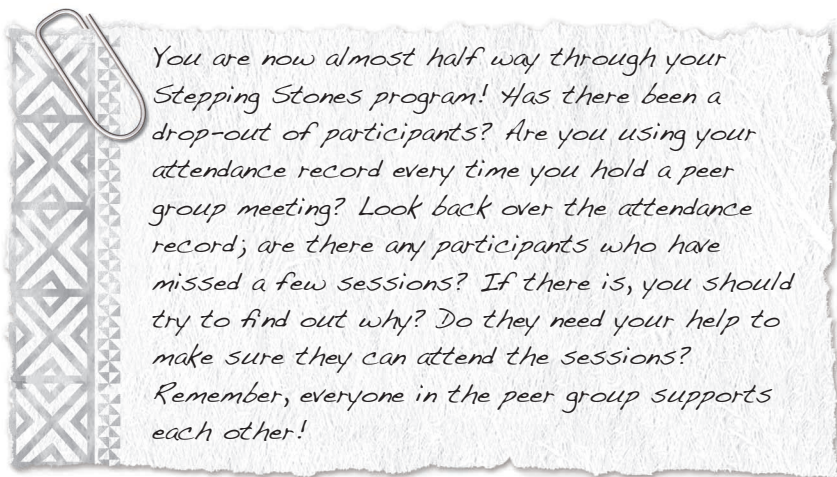 You are now almost half way through your
Stepping Stones program! Has there been a
drop-out of participants? Are you using your
attendance record every time you hold a peer
group meeting? Look back over the attendance
record; are there any participants who have
missed a few sessions? If there is, you should
try to find out why? Do they need your help to
make sure they can attend the sessions?
Remember, everyone in the peer group supports
each other!